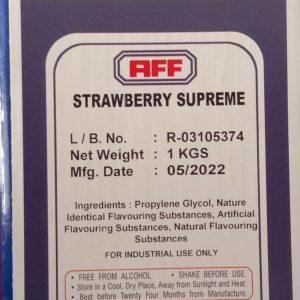 AFF
STRAWBERRY SUPREME
L / B. No. : R-03105374
Net Weight : 1 KGS
Mfg. Date : 05/2022
Ingredients : Propylene Glycol, Nature
Identical Flavouring Substances, Artificial
Flavouring Substances, Natural Flavouring
Substances
FOR INDUSTRIAL USE ONLY
• FREE FROM ALCOHOL • SHAKE BEFORE USE.
• Store in a Cool, Dry Place, Away from Sunlight and Heat.
• Best before Twenty Four Months from Manufacture.